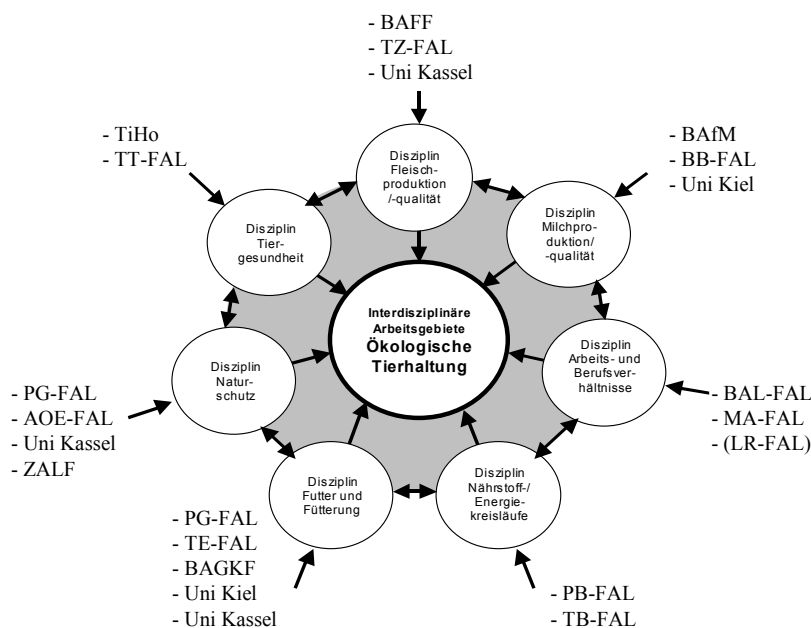 - BAFF
- TZ-FAL
- Uni Kassel
- TiHo
- TT-FAL
- BAfM
- BB-FAL
- Uni Kiel
Disziplin
Fleisch-
produktion
/-qualität
Disziplin
Tier-
gesundheit
Disziplin
Milchpro-
duktion/
-qualität
Interdisziplinäre
Arbeitsgebiete
Ökologische
Tierhaltung
Disziplin
Natur-
schutz
Disziplin
Arbeits- und
Berufsver-
hältnisse
- PG-FAL
- AOE-FAL
- Uni Kassel
- ZALF
- BAL-FAL
- MA-FAL
- (LR-FAL)
Disziplin
Futter und
Fütterung
Disziplin
Nährstoff-/
Energie-
kreisläufe
- PG-FAL
- TE-FAL
- BAGKF
- Uni Kiel
- Uni Kassel
- PB-FAL
- TB-FAL